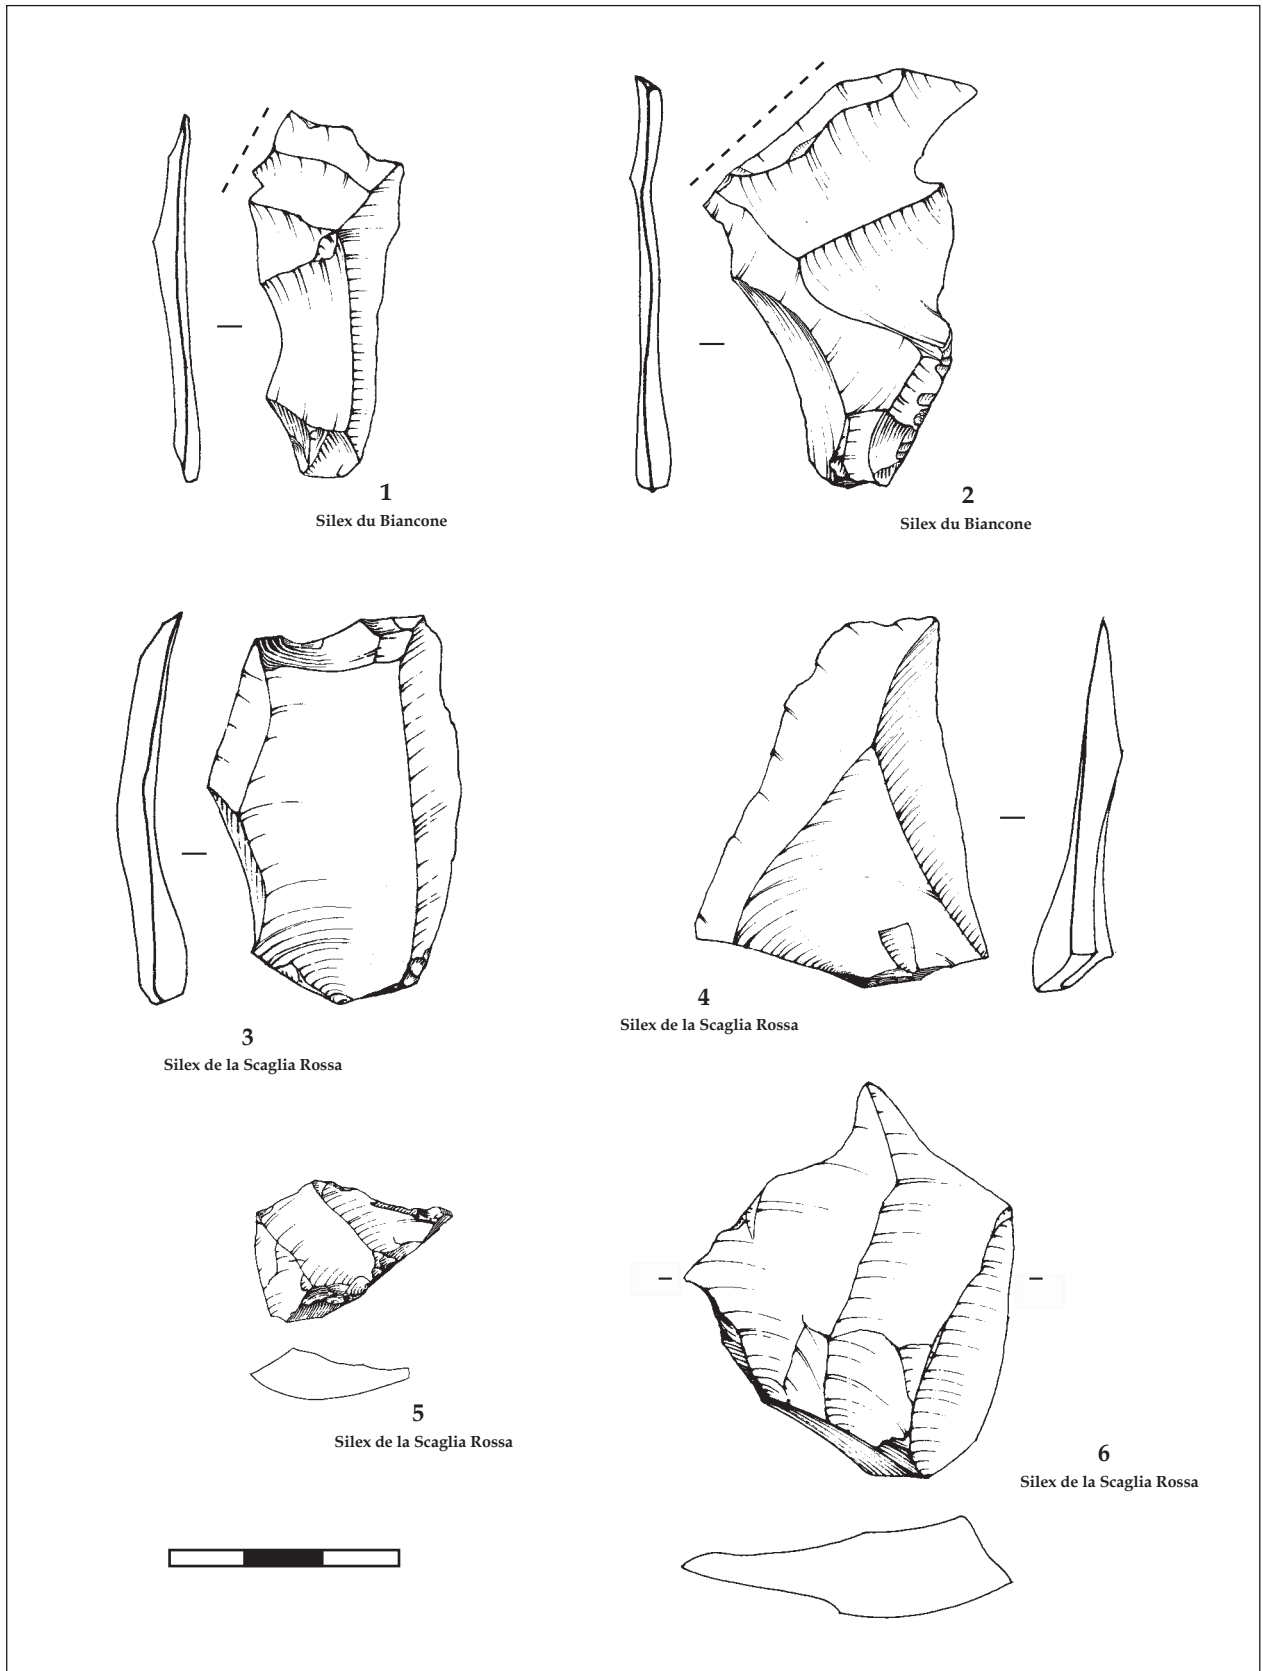 1
Silex du Biancone
2
Silex du Biancone
3
Silex de la Scaglia Rossa
4
Silex de la Scaglia Rossa
5
Silex de la Scaglia Rossa
6
Silex de la Scaglia Rossa